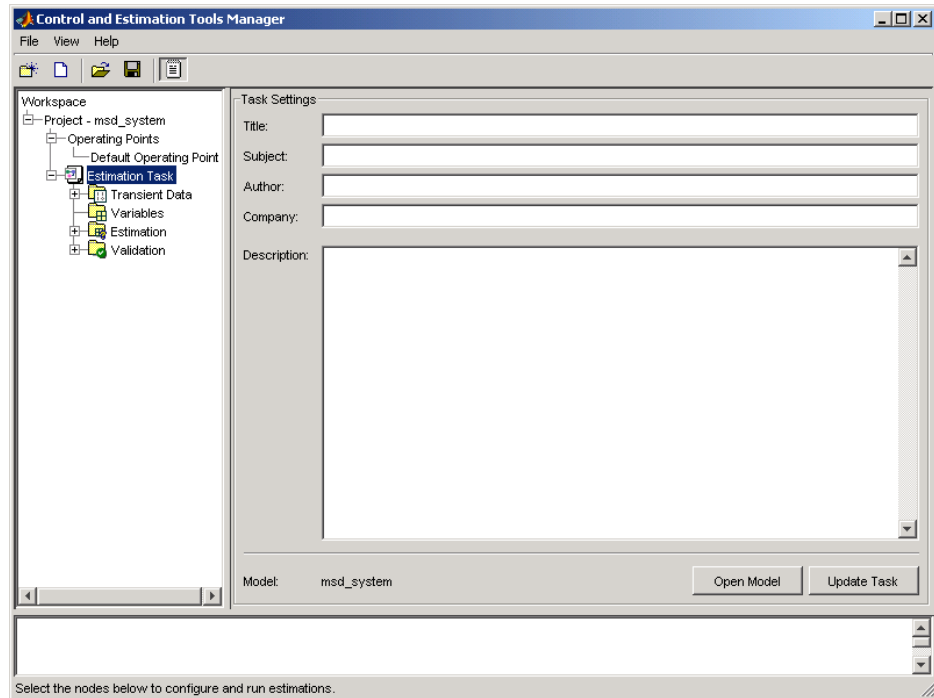 Control and Estimation Tools Manager
File View Help
Workspace
Project - msd_system
Operating Points
Default Operating Point
Estimation Task
Transient Data
Variables
Estimation
Validation
Task Settings
Title:
Subject:
Author:
Company:
Description:
Model: msd_system
Open Model
Update Task
Select the nodes below to configure and run estimations.